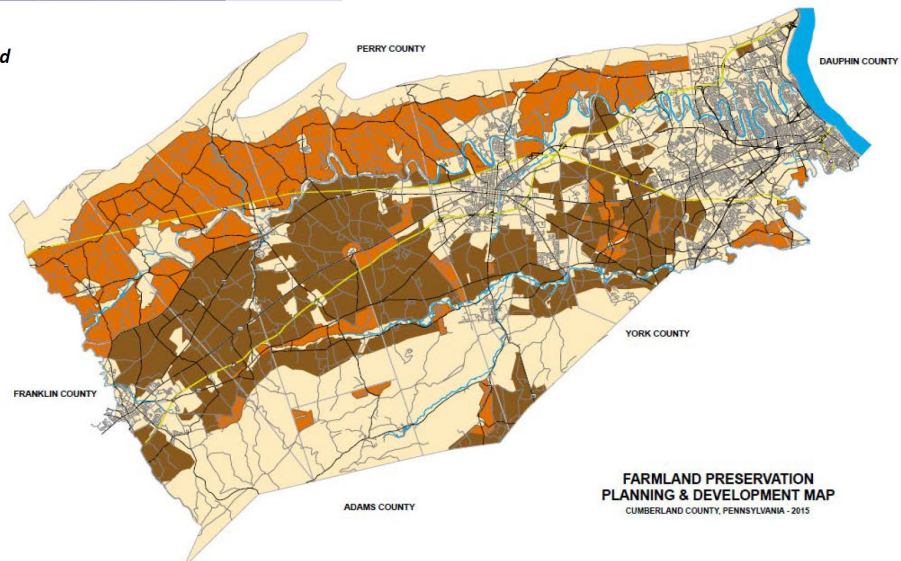 d
PERRY COUNTY
DAUPHIN COUNTY
YORK COUNTY
FRANKLIN COUNTY
ADAMS COUNTY
FARMLAND PRESERVATION
PLANNING & DEVELOPMENT MAP
CUMBERLAND COUNTY, PENNSYLVANIA - 2015